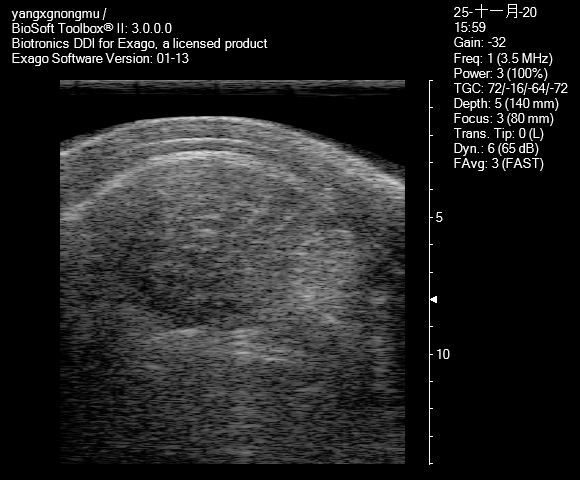 yangxgnongmu /
BioSoft Toolbox® II: 3.0.0.0
Biotronics DDI for Exago, a licensed product
Exago Software Version: 01-13
25-十一月-20
15:59
Gain: -32
Freq: 1 (3.5 MHz)
Power: 3 (100%)
TGC: 72/-16/-64/-72
Depth: 5 (140 mm)
Focus: 3 (80 mm)
Trans. Tip: 0 (L)
Dyn.: 6 (65 dB)
FAvg: 3 (FAST)
5
10